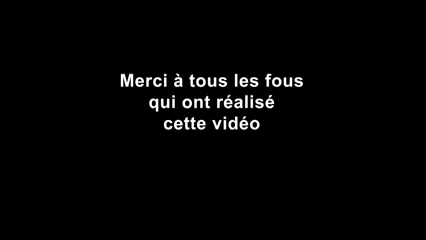 Merci à tous les fous
qui ont réalisé
cette vidéo